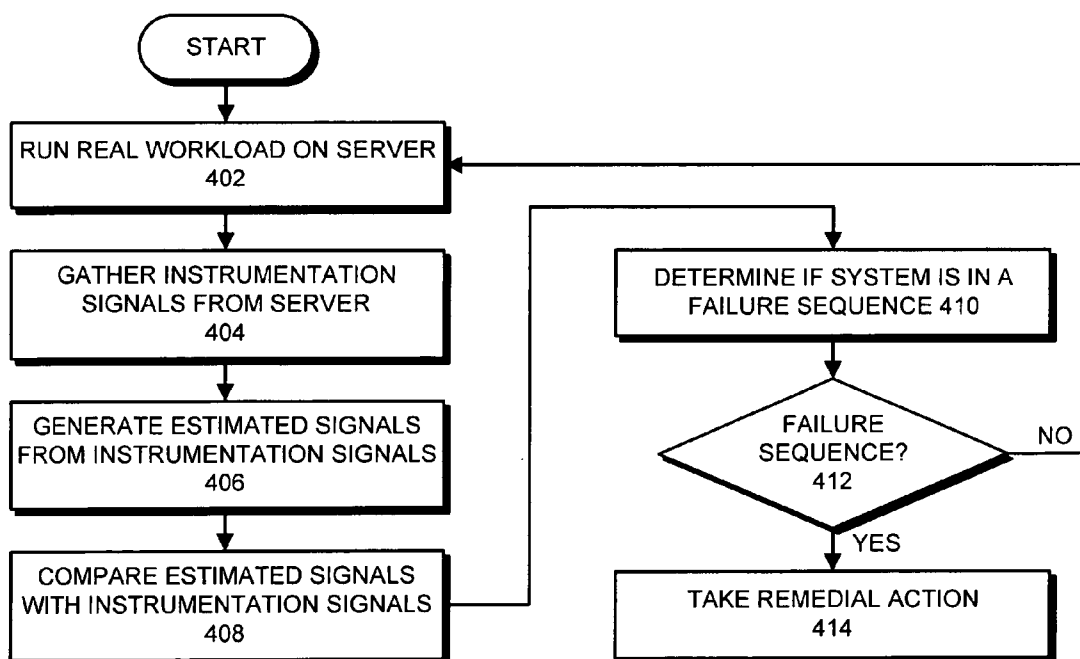 START
RUN REAL WORKLOAD ON SERVER
402
GATHER INSTRUMENTATION
SIGNALS FROM SERVER
404
GENERATE ESTIMATED SIGNALS
FROM INSTRUMENTATION SIGNALS
406
COMPARE ESTIMATED SIGNALS
WITH INSTRUMENTATION SIGNALS
408
DETERMINE IF SYSTEM IS IN A
FAILURE SEQUENCE 410
FAILURE
SEQUENCE?
412
NO
YES
TAKE REMEDIAL ACTION
414